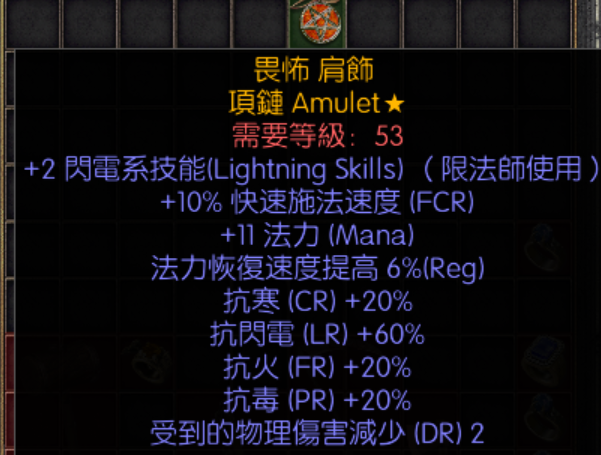 畏怖 肩飾
項鏈 Amulet★
需要等級: 53
+2 閃電系技能(Lightning Skills) (限法師使用)
+10% 快速施法速度 (FCR)
+11 法力 (Mana)
法力恢復速度提高 6%(Reg)
抗寒 (CR) +20%
抗閃電 (LR) +60%
抗火 (FR) +20%
抗毒 (PR) +20%
受到的物理傷害減少 (DR) 2